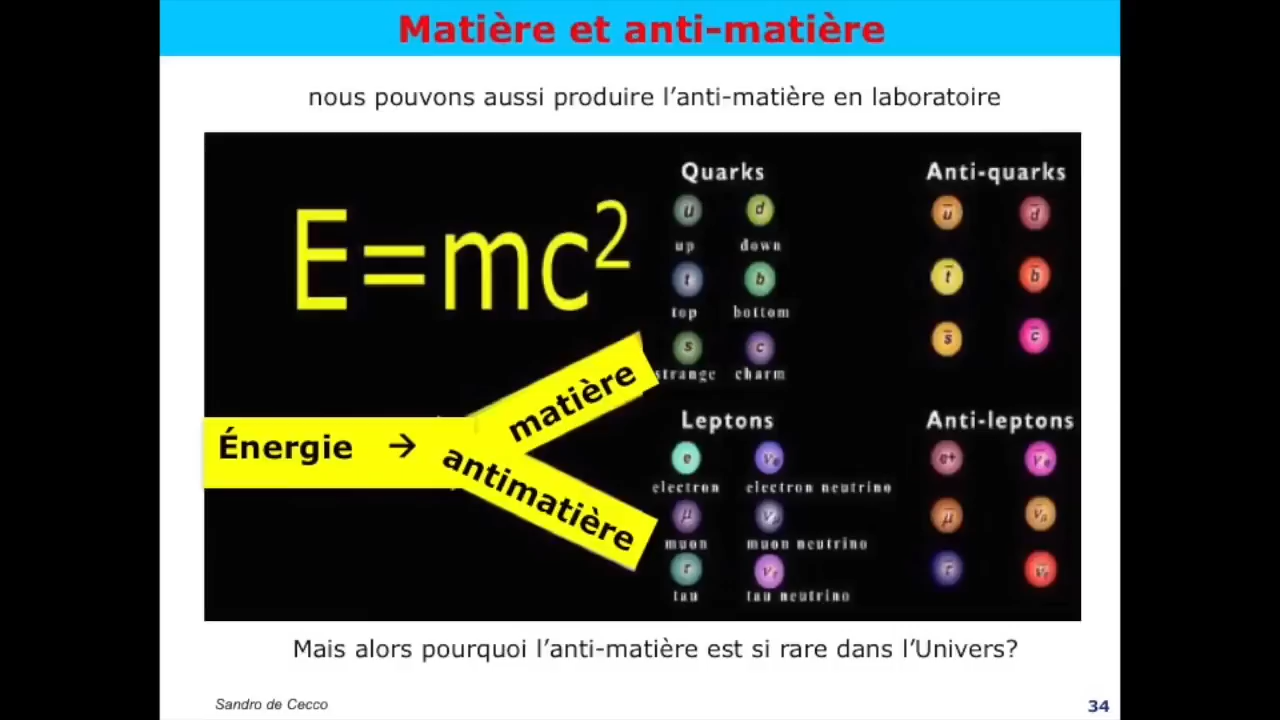 Matière et anti-matière
nous pouvons aussi produire l'anti-matière en laboratoire
E=mc²
Énergie →
matière
antimatière
Quarks
u d
up down
t b
top bottom
s c
strange charm
Anti-quarks
u̅ d̅
t̅ b̅
s̅ c̅
Leptons
e νe
electron electron neutrino
μ
muon muon neutrino
τ ντ
tau tau neutrino
Anti-leptons
e+ ν̅e
μ̅
Mais alors pourquoi l'anti-matière est si rare dans l'Univers?
Sandro de Cecco
34